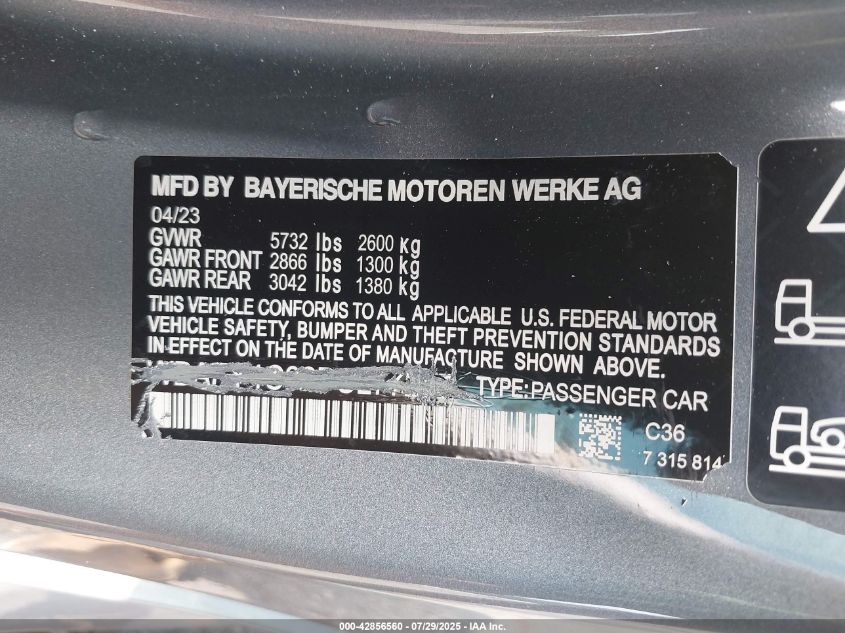 MFD BY BAYERISCHE MOTOREN WERKE AG
04/23
GVWR 5732 lbs 2600 kg
GAWR FRONT 2866 lbs 1300 kg
GAWR REAR 3042 lbs 1380 kg
THIS VEHICLE CONFORMS TO ALL APPLICABLE U.S. FEDERAL MOTOR
VEHICLE SAFETY, BUMPER AND THEFT PREVENTION STANDARDS
IN EFFECT ON THE DATE OF MANUFACTURE SHOWN ABOVE.
TYPE: PASSENGER CAR
C36
7 315 814
000-42856560 - 07/29/2025 - IAA Inc.